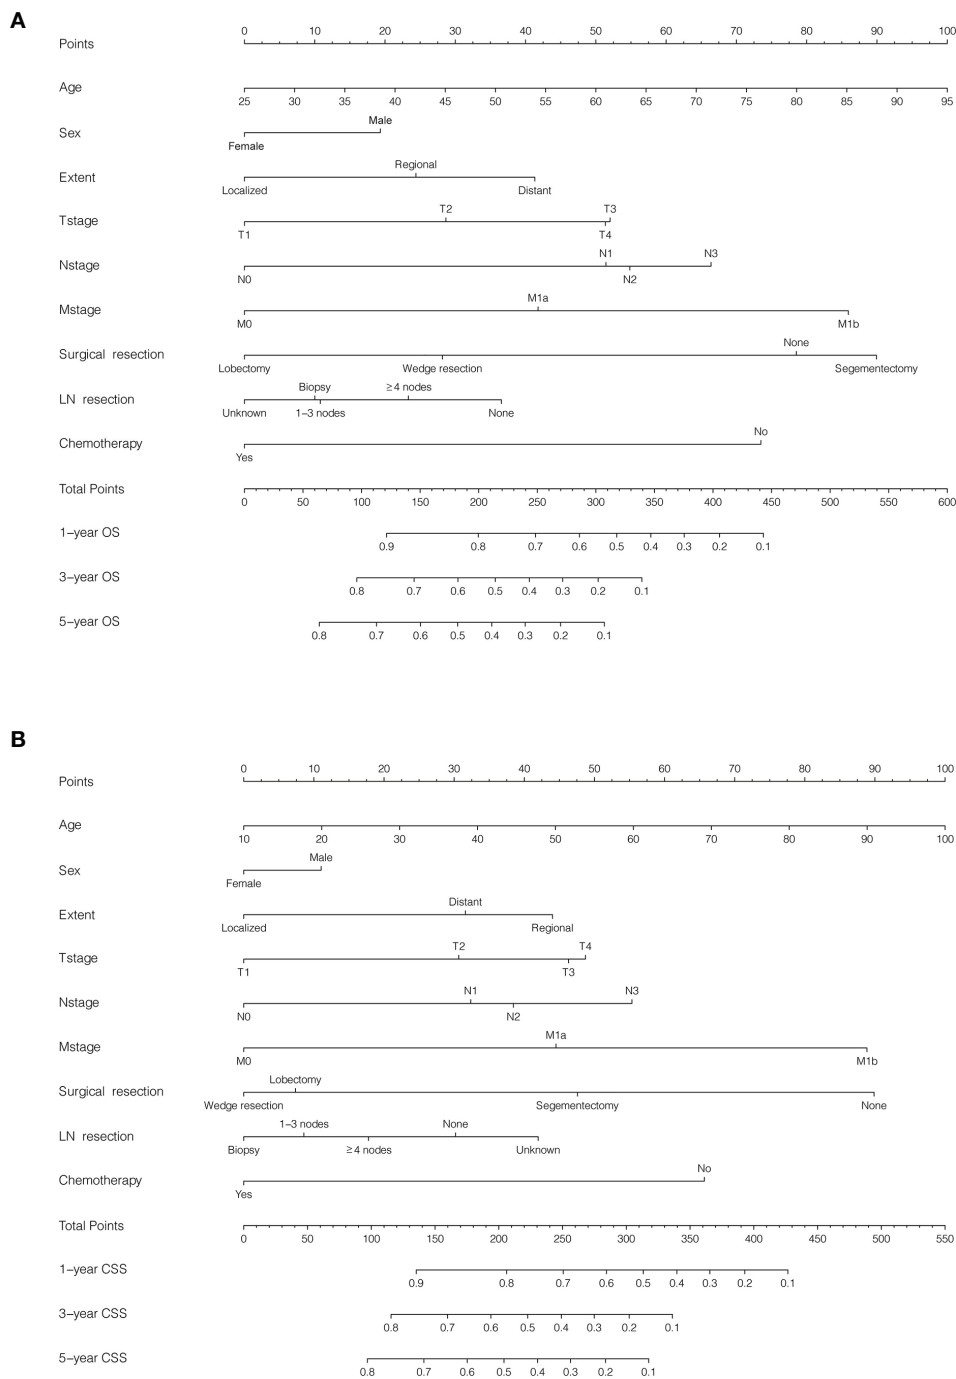 A
0 10 20 30 40 50 60 70 80 90 100
Points
Age
25 30 35 40 45 50 55 60 65 70 75 80 85 90 95
Male
Sex
Female
Regional
Extent
Localized Distant
T2 T3
Tstage
T1 T4
N1 N3
Nstage
N0 N2
M1a
Mstage
M0 M1b
None
Surgical resection
Lobectomy Wedge resection Segementectomy
Biopsy ≥4 nodes
LN resection
Unknown 1–3 nodes None
No
Chemotherapy
Yes
Total Points
0 50 100 150 200 250 300 350 400 450 500 550 600
1–year OS
0.9 0.8 0.7 0.6 0.5 0.4 0.3 0.2 0.1
3–year OS
0.8 0.7 0.6 0.5 0.4 0.3 0.2 0.1
5–year OS
0.8 0.7 0.6 0.5 0.4 0.3 0.2 0.1
B
0 10 20 30 40 50 60 70 80 90 100
Points
Age
10 20 30 40 50 60 70 80 90 100
Male
Sex
Female
Distant
Extent
Localized Regional
T2 T4
Tstage
T1 T3
N1 N3
Nstage
N0 N2
M1a
Mstage
M0 M1b
Lobectomy
Surgical resection
Wedge resection Segementectomy None
1–3 nodes None
LN resection
Biopsy ≥4 nodes Unknown
No
Chemotherapy
Yes
Total Points
0 50 100 150 200 250 300 350 400 450 500 550
1–year CSS
0.9 0.8 0.7 0.6 0.5 0.4 0.3 0.2 0.1
3–year CSS
0.8 0.7 0.6 0.5 0.4 0.3 0.2 0.1
5–year CSS
0.8 0.7 0.6 0.5 0.4 0.3 0.2 0.1